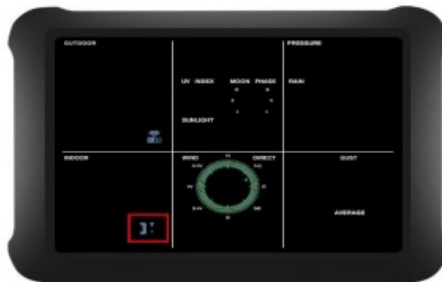 OUTDOOR
PRESSURE
UV INDEX
MOON PHASE
RAIN
SUNLIGHT
INDOOR
WIND
DIRECT
GUST
AVERAGE
N
E
W